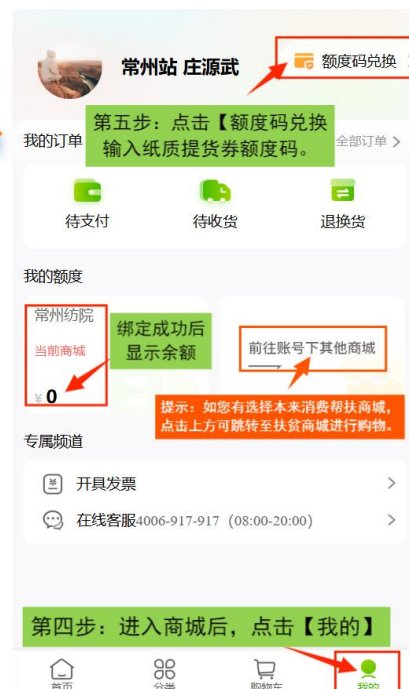 常州站 庄源武
额度码兑换
第五步：点击【额度码兑换
输入纸质提货券额度码。
我的订单
全部订单 >
待支付
待收货
退换货
我的额度
常州纺院
当前商城
¥ 0
绑定成功后
显示余额
前往账号下其他商城
提示：如您有选择本来消费帮扶商城，
点击上方可跳转至扶贫商城进行购物。
专属频道
开具发票 >
在线客服4006-917-917（08:00-20:00） >
第四步：进入商城后，点击【我的】
首页
分类
购物车
我的